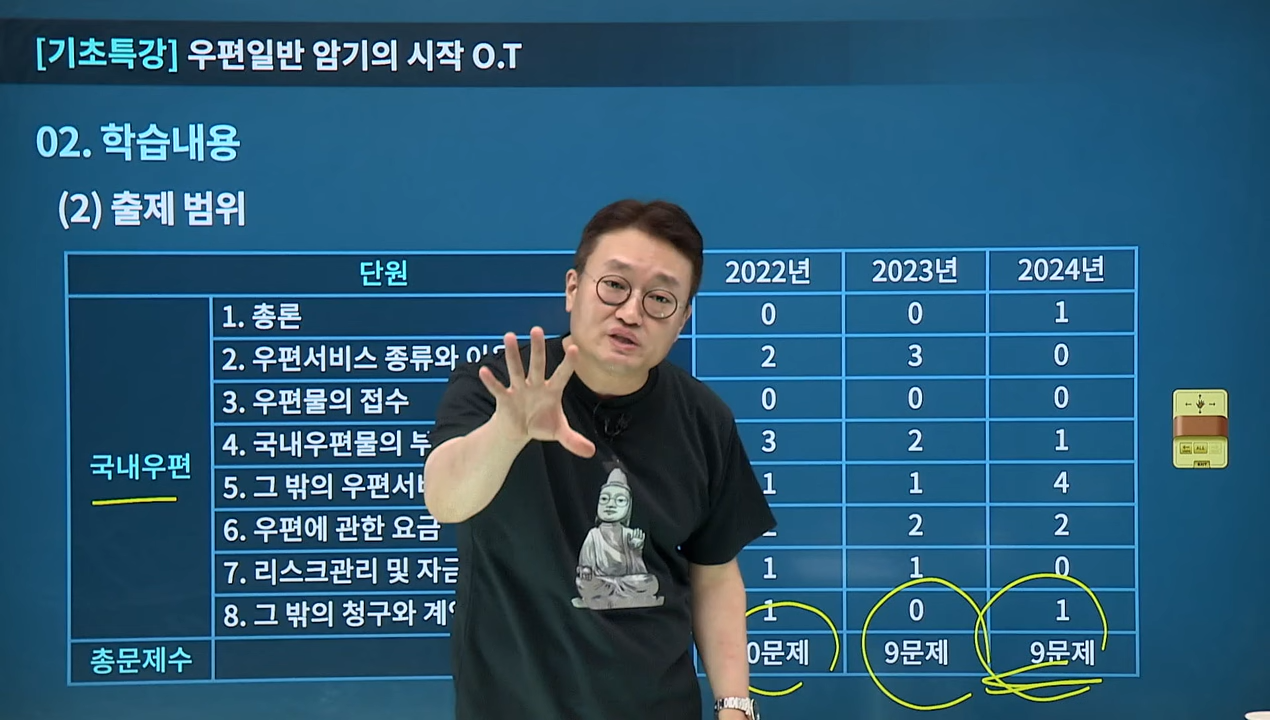 [기초특강] 우편일반 암기의 시작 O.T
02. 학습내용
(2) 출제 범위
단원 2022년 2023년 2024년
국내우편
1. 총론 0 0 1
2. 우편서비스 종류와 2 3 0
3. 우편물의 접수 0 0 0
4. 국내우편물의 3 2 1
5. 그 밖의 1 1 4
6. 우편에 관한 요금 2 2
7. 리스크관리 및 1 1 0
8. 그 밖의 청구와 1 0 1
총문제수 0문제 9문제 9문제